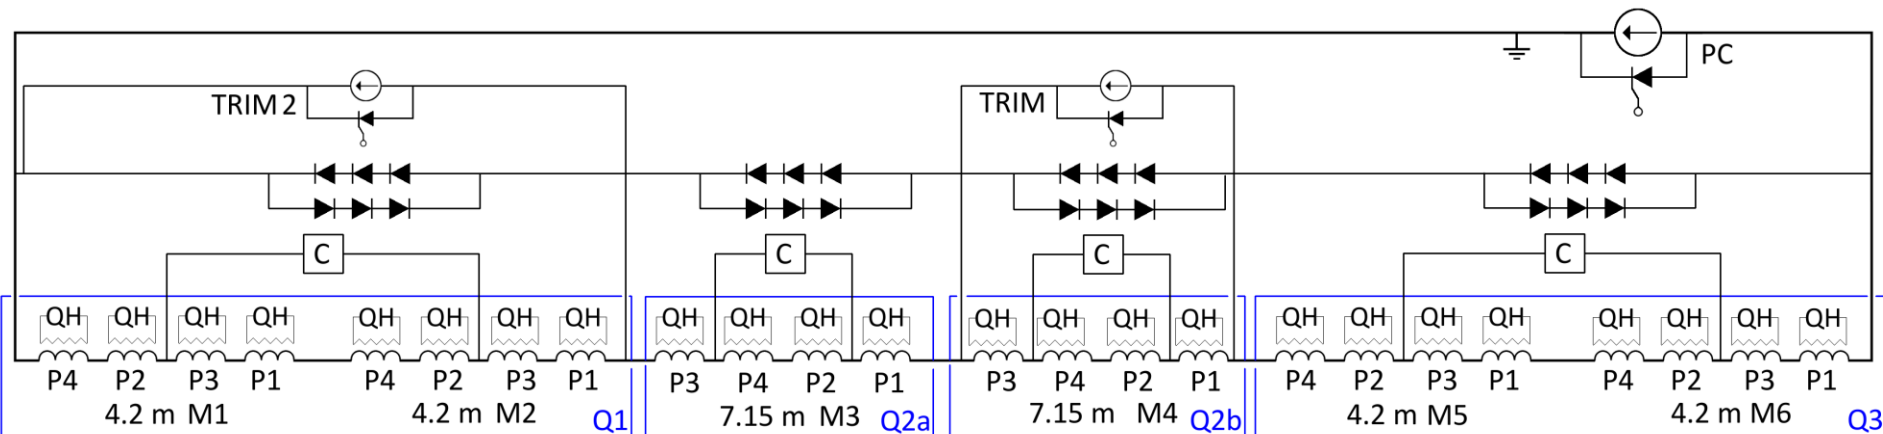 PC
TRIM 2
TRIM
C C C C
QH QH QH QH QH QH QH QH QH QH QH QH QH QH QH QH QH QH QH QH QH QH QH QH
P4 P2 P3 P1 P4 P2 P3 P1 P3 P4 P2 P1 P3 P4 P2 P1 P4 P2 P3 P1 P4 P2 P3 P1
4.2 m M1 4.2 m M2 Q1 7.15 m M3 Q2a 7.15 m M4 Q2b 4.2 m M5 4.2 m M6 Q3